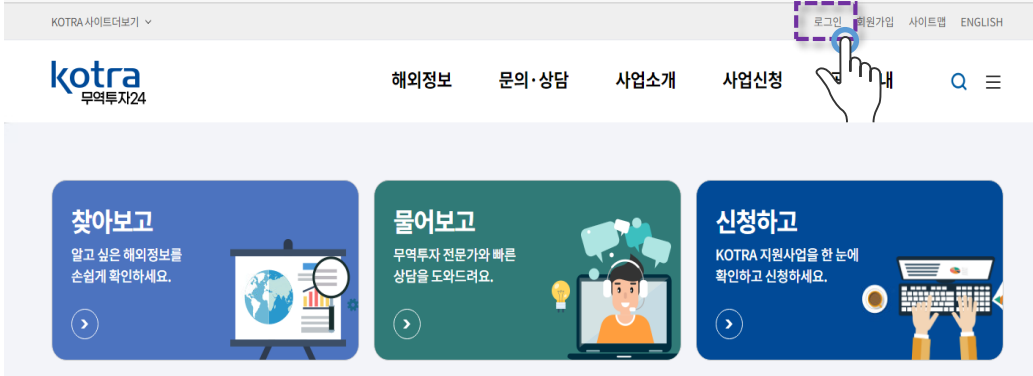 KOTRA 사이트더보기
로그인 회원가입 사이트맵 ENGLISH
kotra
무역투자24
해외정보 문의·상담 사업소개 사업신청
찾아보고
알고 싶은 해외정보를
손쉽게 확인하세요.
물어보고
무역투자 전문가와 빠른
상담을 도와드려요.
신청하고
KOTRA 지원사업을 한 눈에
확인하고 신청하세요.